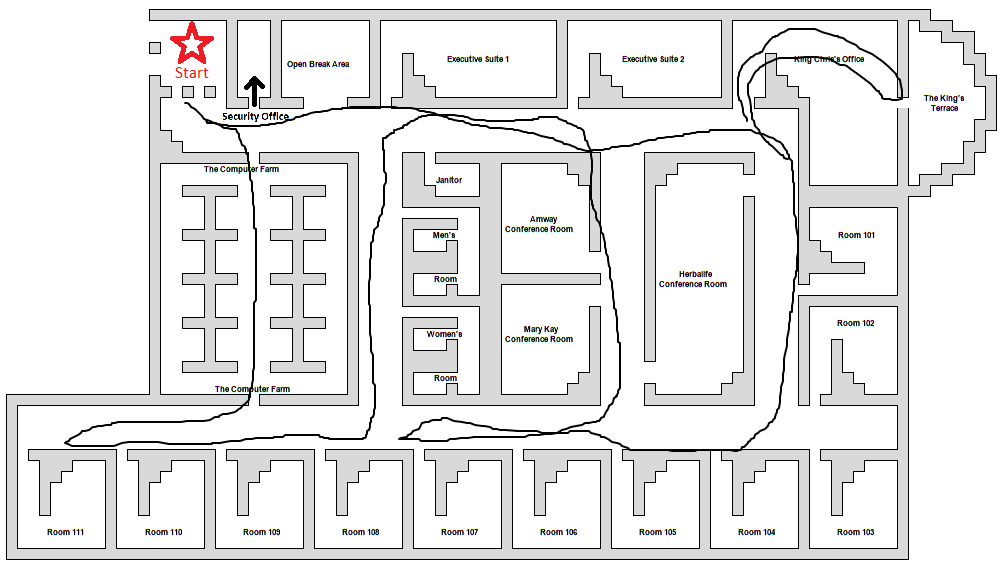 Start
Security Office
Open Break Area
Executive Suite 1
Executive Suite 2
King Chris's Office
The King's
Terrace
The Computer Farm
Janitor
Men's
Room
Amway
Conference Room
Herbalife
Conference Room
Room 101
Women's
Room
Mary Kay
Conference Room
Room 102
The Computer Farm
Room 111
Room 110
Room 109
Room 108
Room 107
Room 106
Room 105
Room 104
Room 103